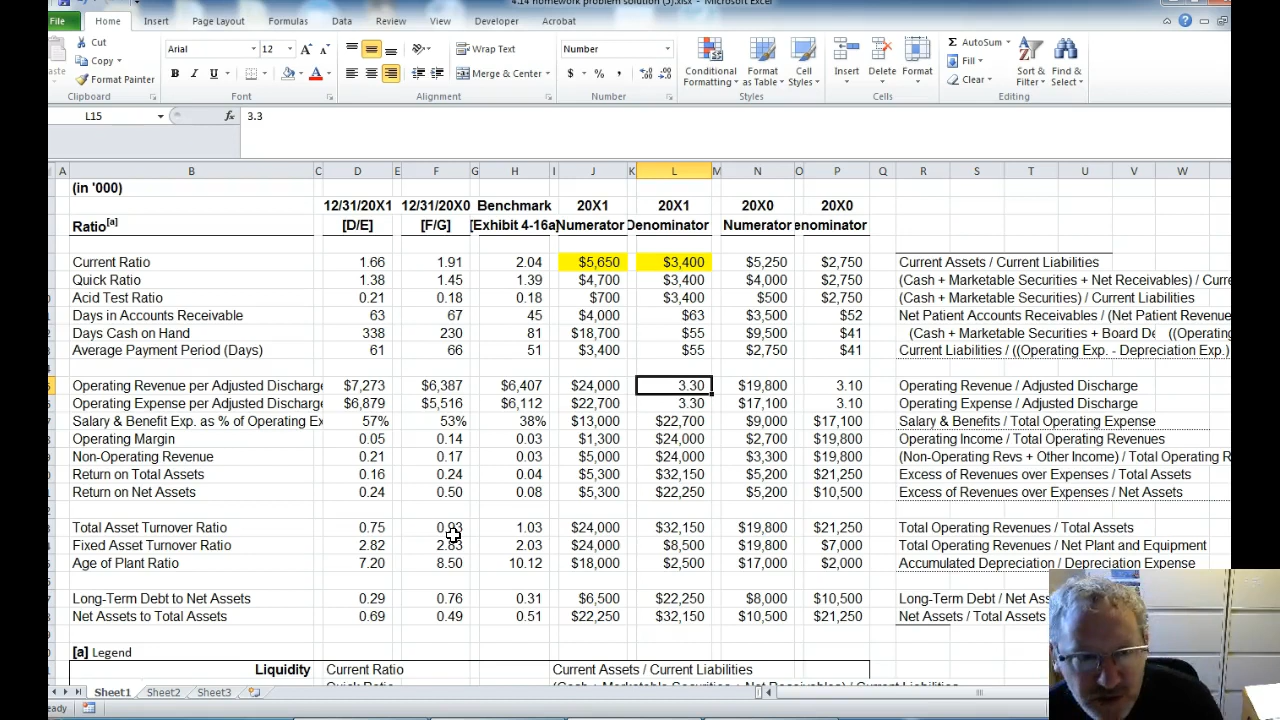 4.14 homework problem solution (5).xlsx - Microsoft Excel
File Home Insert Page Layout Formulas Data Review View Developer Acrobat
Cut Arial 12 Wrap Text Number AutoSum
Copy Fill
Format Painter Merge & Center Clear
Conditional Formatting Format as Table Cell Styles Insert Delete Format Sort & Filter Find & Select
Clipboard Font Alignment Number Styles Cells Editing
L15 fx 3.3
A B C D E F G H I J K L M N O P Q R S T U V W
(in '000)
12/31/20X1 12/31/20X0 Benchmark 20X1 20X1 20X0 20X0
Ratio[a] [D/E] [F/G] [Exhibit 4-16a Numerator Denominator Numerator enominator
Current Ratio 1.66 1.91 2.04 $5,650 $3,400 $5,250 $2,750 Current Assets / Current Liabilities
Quick Ratio 1.38 1.45 1.39 $4,700 $3,400 $4,000 $2,750 (Cash + Marketable Securities + Net Receivables) / Curre
Acid Test Ratio 0.21 0.18 0.18 $700 $3,400 $500 $2,750 (Cash + Marketable Securities) / Current Liabilities
Days in Accounts Receivable 63 67 45 $4,000 $63 $3,500 $52 Net Patient Accounts Receivables / (Net Patient Revenue
Days Cash on Hand 338 230 81 $18,700 $55 $9,500 $41 (Cash + Marketable Securities + Board De ((Operating
Average Payment Period (Days) 61 66 51 $3,400 $55 $2,750 $41 Current Liabilities / ((Operating Exp. - Depreciation Exp.)
Operating Revenue per Adjusted Discharge $7,273 $6,387 $6,407 $24,000 3.30 $19,800 3.10 Operating Revenue / Adjusted Discharge
Operating Expense per Adjusted Discharge $6,879 $5,516 $6,112 $22,700 3.30 $17,100 3.10 Operating Expense / Adjusted Discharge
Salary & Benefit Exp. as % of Operating Ex 57% 53% 38% $13,000 $22,700 $9,000 $17,100 Salary & Benefits / Total Operating Expense
Operating Margin 0.05 0.14 0.03 $1,300 $24,000 $2,700 $19,800 Operating Income / Total Operating Revenues
Non-Operating Revenue 0.21 0.17 0.03 $5,000 $24,000 $3,300 $19,800 (Non-Operating Revs + Other Income) / Total Operating R
Return on Total Assets 0.16 0.24 0.04 $5,300 $32,150 $5,200 $21,250 Excess of Revenues over Expenses / Total Assets
Return on Net Assets 0.24 0.50 0.08 $5,300 $22,250 $5,200 $10,500 Excess of Revenues over Expenses / Net Assets
Total Asset Turnover Ratio 0.75 0.93 1.03 $24,000 $32,150 $19,800 $21,250 Total Operating Revenues / Total Assets
Fixed Asset Turnover Ratio 2.82 2.83 2.03 $24,000 $8,500 $19,800 $7,000 Total Operating Revenues / Net Plant and Equipment
Age of Plant Ratio 7.20 8.50 10.12 $18,000 $2,500 $17,000 $2,000 Accumulated Depreciation / Depreciation Expense
Long-Term Debt to Net Assets 0.29 0.76 0.31 $6,500 $22,250 $8,000 $10,500 Long-Term Debt / Net Ass
Net Assets to Total Assets 0.69 0.49 0.51 $22,250 $32,150 $10,500 $21,250 Net Assets / Total Assets
[a] Legend
Liquidity Current Ratio Current Assets / Current Liabilities
Quick Ratio (Cash + Marketable Securities + Net Receivables) / Current Liabilities
Sheet1 Sheet2 Sheet3
eady